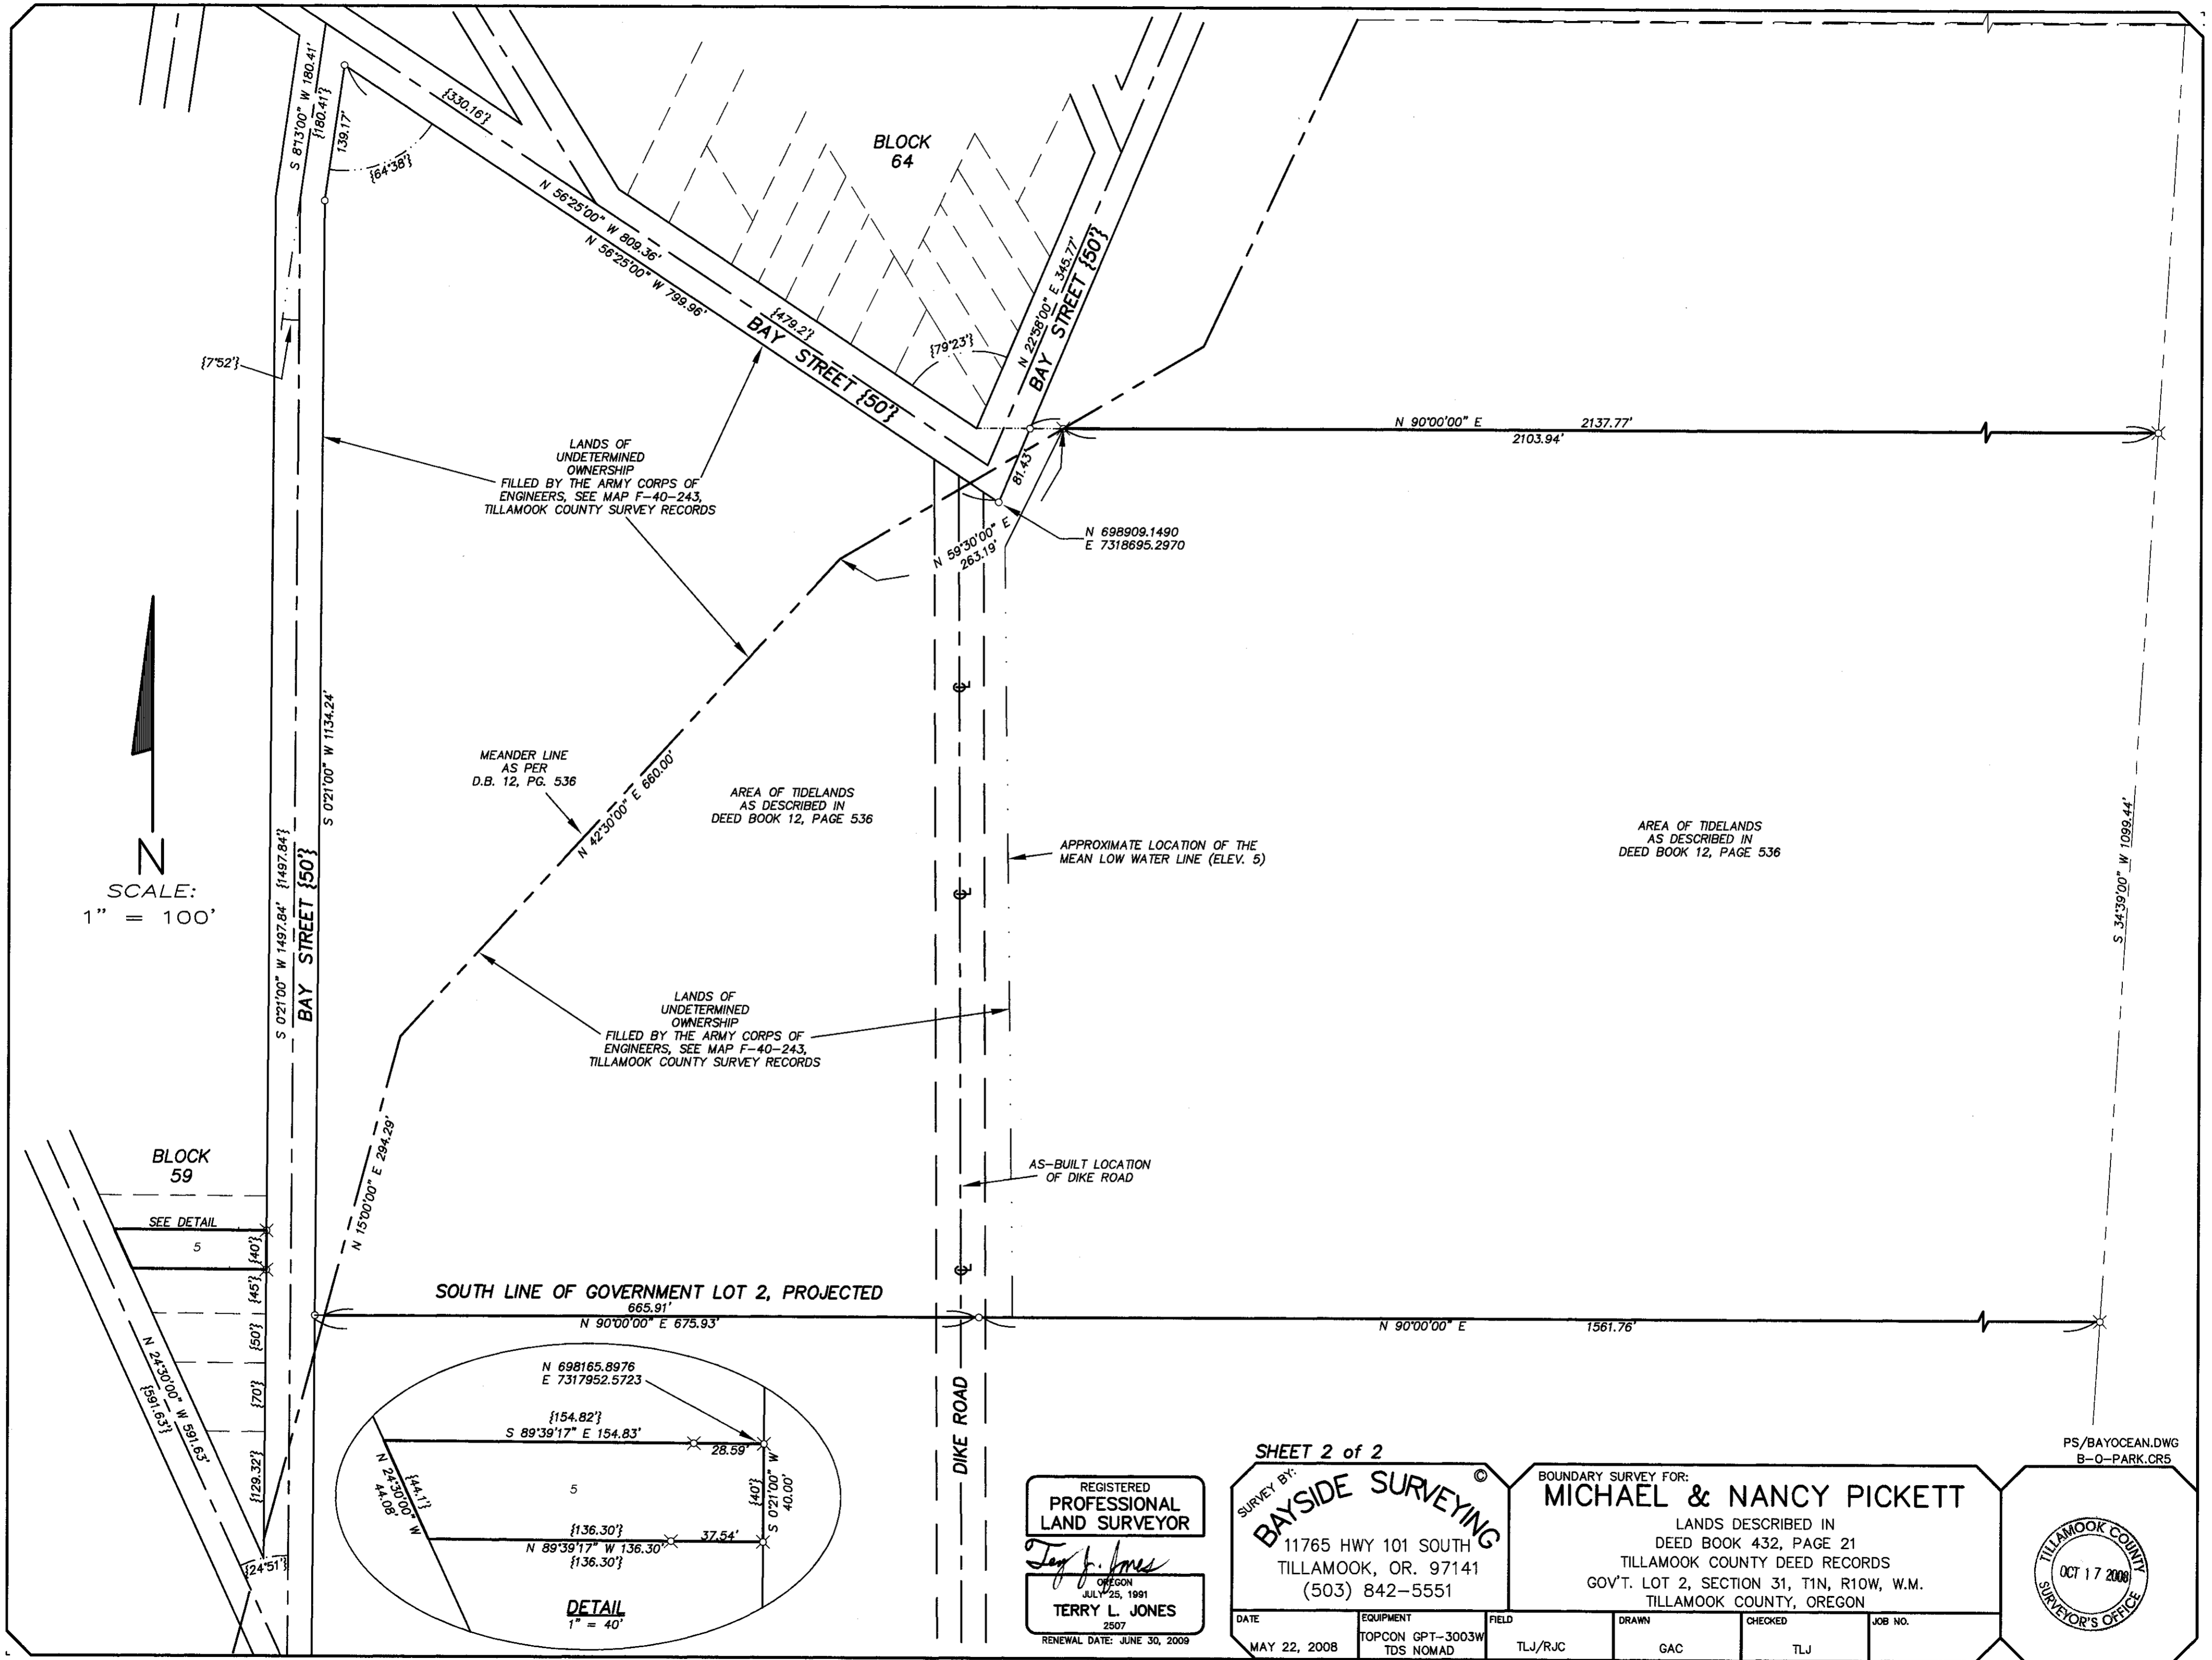 S 8°13'00" W 180.41'
{180.41'}
139.17'
{64°38'}
{330.16'}
N 56°25'00" W 809.36'
N 56°25'00" W 799.96'
{479.2'}
BAY STREET {50'}
BLOCK
64
{79°23'}
N 22°58'00" E 345.77'
BAY STREET {50'}
81.43'
{7°52'}
N 90°00'00" E 2137.77'
2103.94'
LANDS OF
UNDETERMINED
OWNERSHIP
FILLED BY THE ARMY CORPS OF
ENGINEERS, SEE MAP F-40-243,
TILLAMOOK COUNTY SURVEY RECORDS
N 59°30'00" E
263.19'
N 698909.1490
E 7318695.2970
N
SCALE:
1" = 100'
S 0°21'00" W 1134.24'
S 0°21'00" W 1497.84' {1497.84'}
BAY STREET {50'}
MEANDER LINE
AS PER
D.B. 12, PG. 536
N 42°30'00" E 660.00'
AREA OF TIDELANDS
AS DESCRIBED IN
DEED BOOK 12, PAGE 536
APPROXIMATE LOCATION OF THE
MEAN LOW WATER LINE (ELEV. 5)
AREA OF TIDELANDS
AS DESCRIBED IN
DEED BOOK 12, PAGE 536
S 34°39'00" W 1099.44'
LANDS OF
UNDETERMINED
OWNERSHIP
FILLED BY THE ARMY CORPS OF
ENGINEERS, SEE MAP F-40-243,
TILLAMOOK COUNTY SURVEY RECORDS
N 15°00'00" E 294.29'
AS-BUILT LOCATION
OF DIKE ROAD
BLOCK
59
SEE DETAIL
5
{40'}
{45'}
{50'}
{70'}
{129.32'}
{24°51'}
N 24°30'00" W 591.63'
{591.63'}
SOUTH LINE OF GOVERNMENT LOT 2, PROJECTED
665.91'
N 90°00'00" E 675.93'
N 90°00'00" E 1561.76'
DIKE ROAD
N 698165.8976
E 7317952.5723
{154.82'}
S 89°39'17" E 154.83'
28.59'
{44.1'}
N 24°30'00" W
44.08'
5
{40'}
S 0°21'00" W
40.00'
{136.30'}
N 89°39'17" W 136.30'
{136.30'}
37.54'
DETAIL
1" = 40'
REGISTERED
PROFESSIONAL
LAND SURVEYOR
Terry L. Jones
OREGON
JULY 25, 1991
TERRY L. JONES
2507
RENEWAL DATE: JUNE 30, 2009
SHEET 2 of 2
SURVEY BY: ©
BAYSIDE SURVEYING
11765 HWY 101 SOUTH
TILLAMOOK, OR. 97141
(503) 842-5551
BOUNDARY SURVEY FOR:
MICHAEL & NANCY PICKETT
LANDS DESCRIBED IN
DEED BOOK 432, PAGE 21
TILLAMOOK COUNTY DEED RECORDS
GOV'T. LOT 2, SECTION 31, T1N, R10W, W.M.
TILLAMOOK COUNTY, OREGON
DATE
MAY 22, 2008
EQUIPMENT
TOPCON GPT-3003W
TDS NOMAD
FIELD
TLJ/RJC
DRAWN
GAC
CHECKED
TLJ
JOB NO.
PS/BAYOCEAN.DWG
B-O-PARK.CR5
TILLAMOOK COUNTY
OCT 17 2008
SURVEYOR'S OFFICE